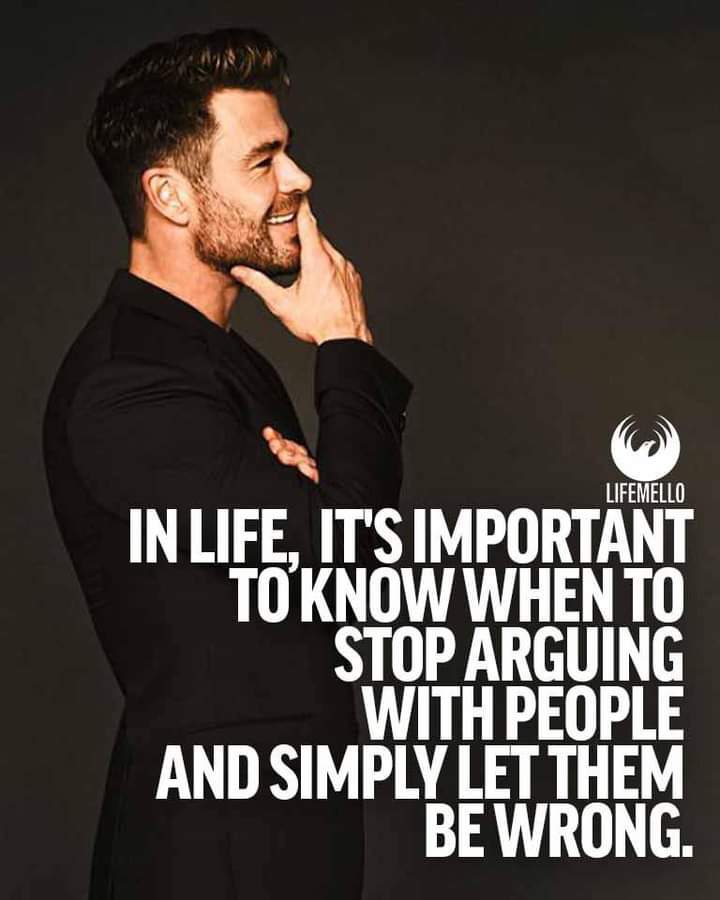 LIFEMELLO
IN LIFE, IT'S IMPORTANT
TO KNOW WHEN TO
STOP ARGUING
WITH PEOPLE
AND SIMPLY LET THEM
BE WRONG.